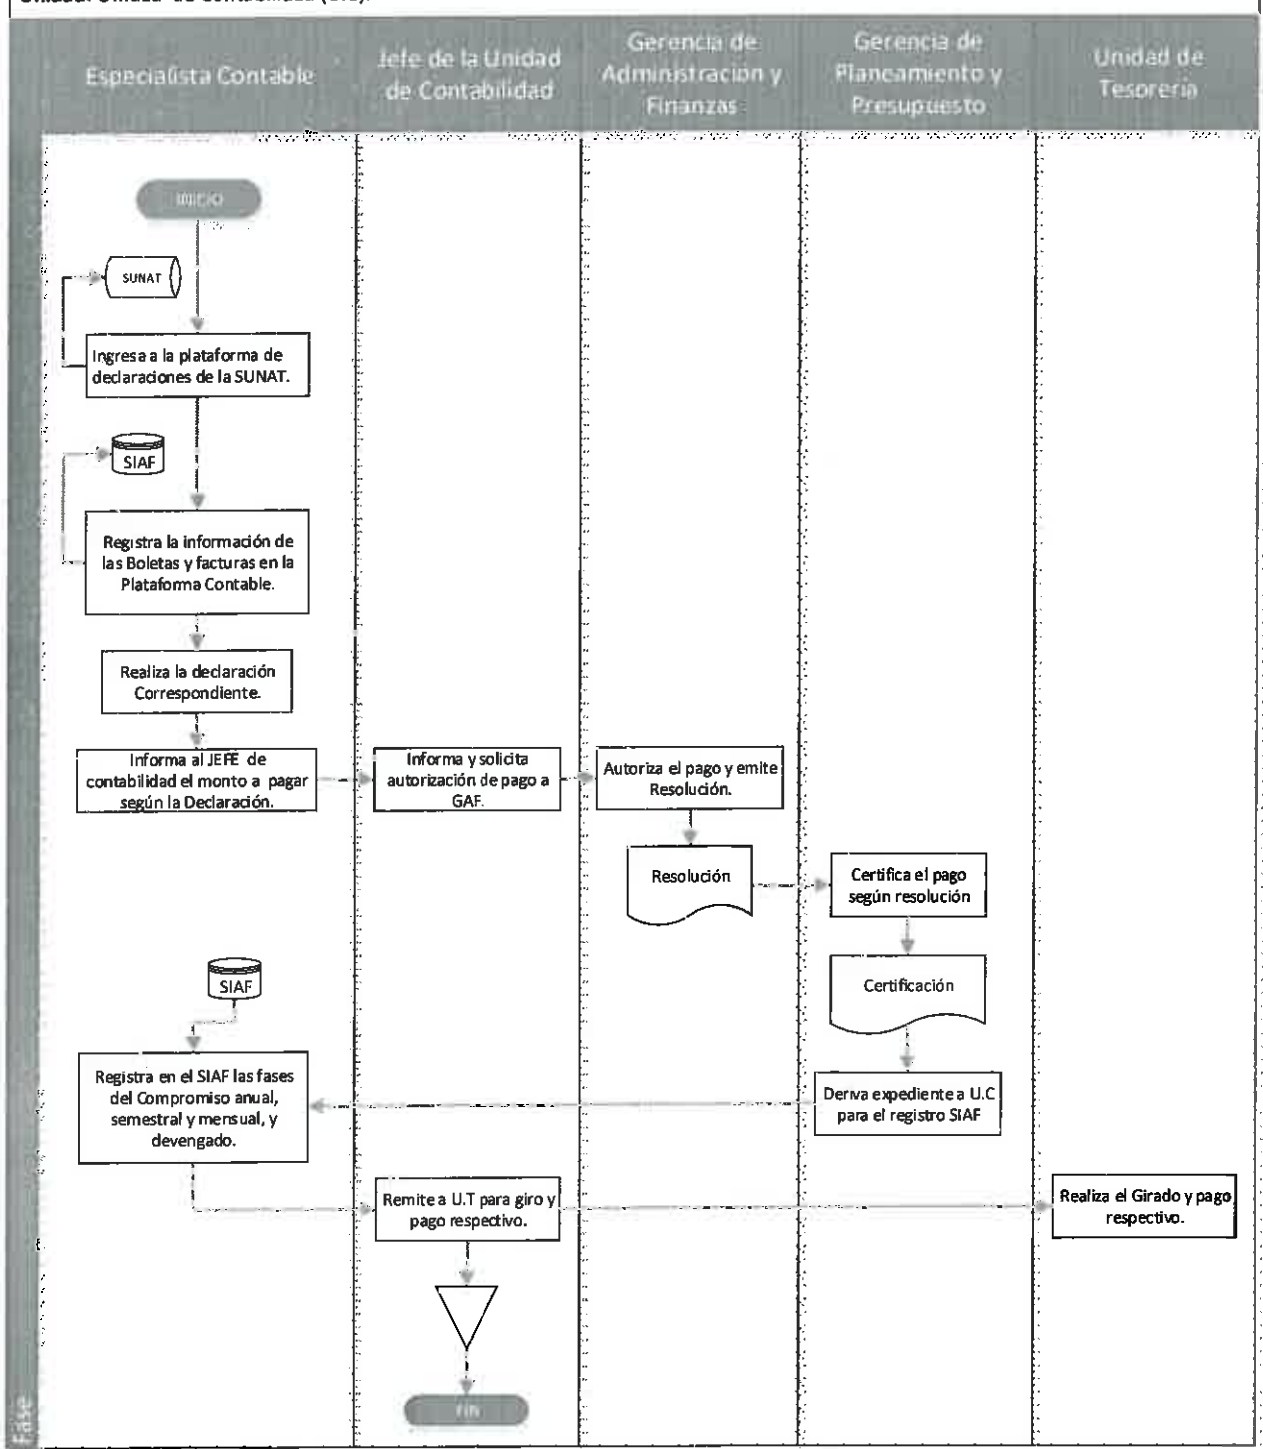 Especialista Contable
Jefe de la Unidad
de Contabilidad
Gerencia de
Administración y
Finanzas
Gerencia de
Planeamiento y
Presupuesto
Unidad de
Tesorería
INICIO
SUNAT
Ingresa a la plataforma de
declaraciones de la SUNAT.
SIAF
Registra la información de
las Boletas y facturas en la
Plataforma Contable.
Realiza la declaración
Correspondiente.
Informa al JEFE de
contabilidad el monto a pagar
según la Declaración.
Informa y solicita
autorización de pago a
GAF.
Autoriza el pago y emite
Resolución.
Resolución
Certifica el pago
según resolución
Certificación
SIAF
Registra en el SIAF las fases
del Compromiso anual,
semestral y mensual, y
devengado.
Deriva expediente a U.C
para el registro SIAF
Remite a U.T para giro y
pago respectivo.
Realiza el Girado y pago
respectivo.
FIN
Fase